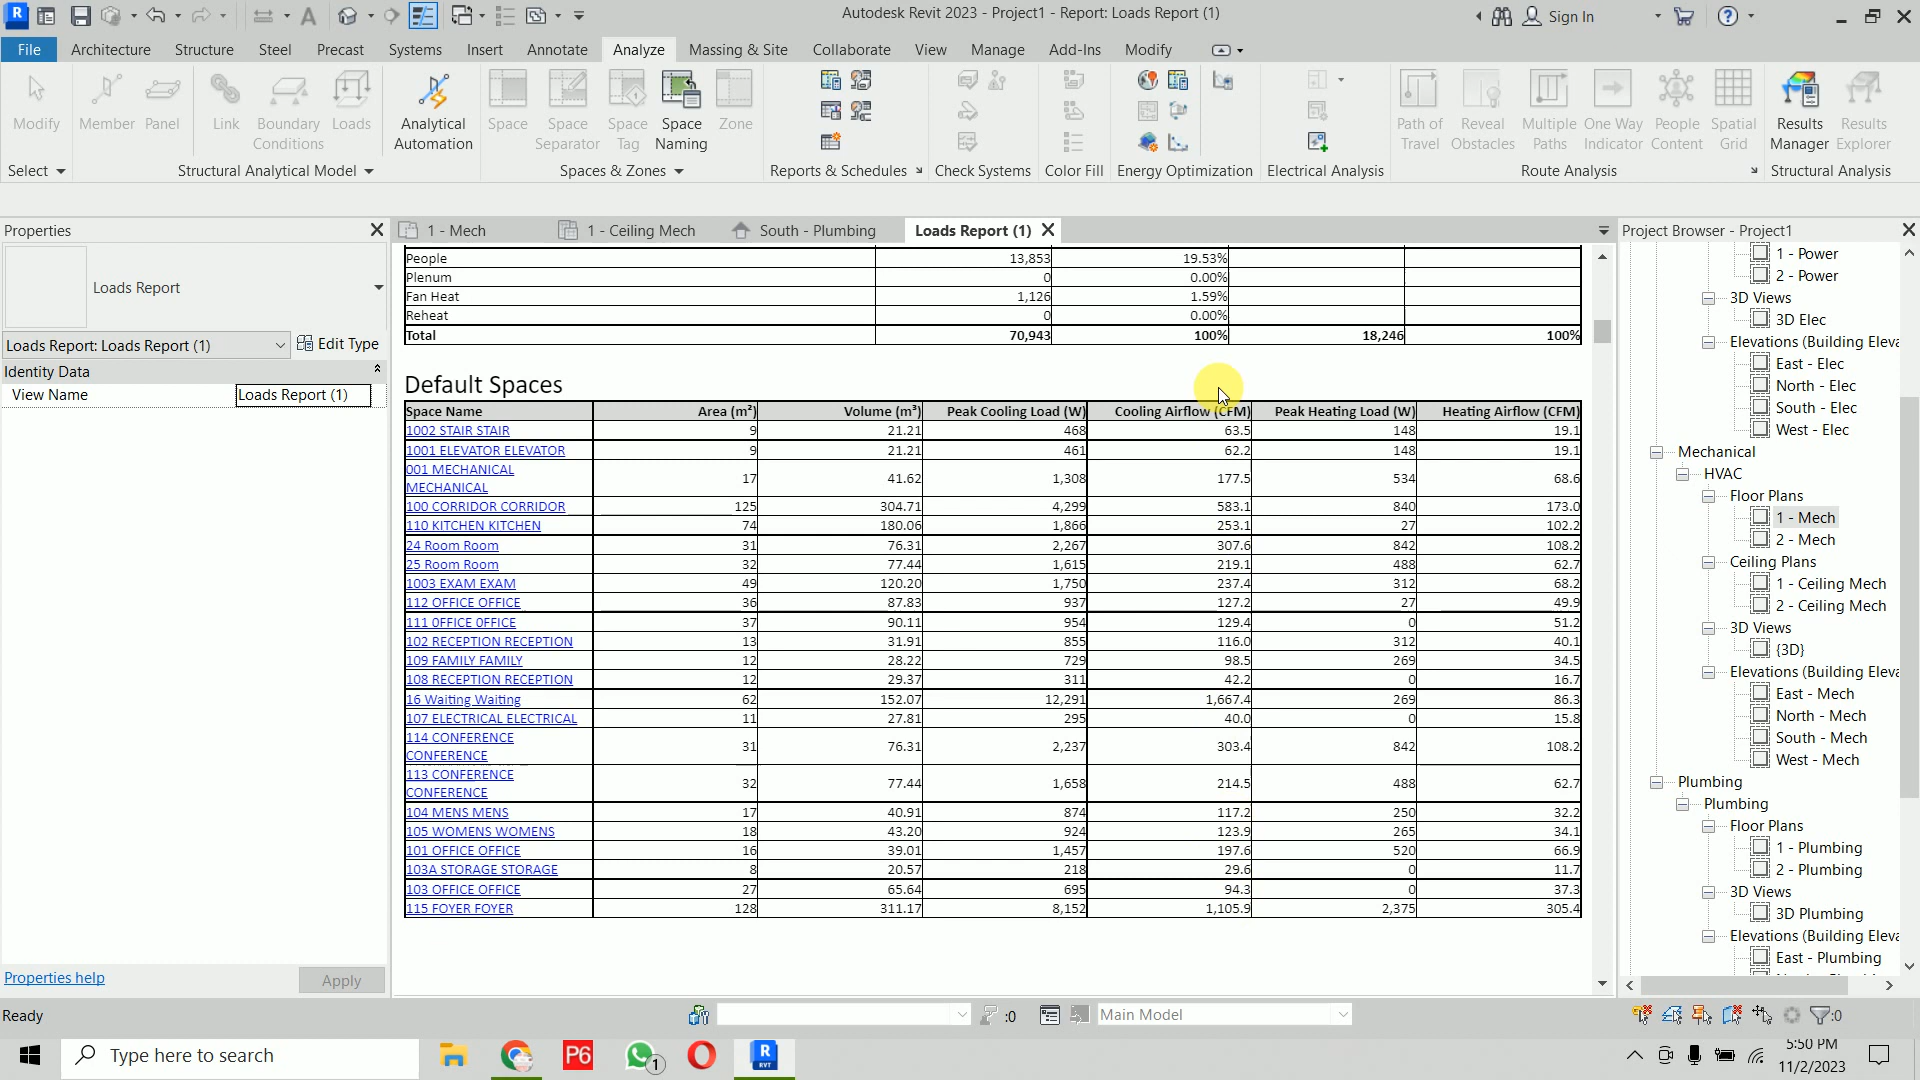 Autodesk Revit 2023 - Project1 - Report: Loads Report (1)
Sign In
File Architecture Structure Steel Precast Systems Insert Annotate Analyze Massing & Site Collaborate View Manage Add-Ins Modify
Modify
Member
Panel
Link
Boundary Conditions
Loads
Analytical Automation
Space
Space Separator
Space Tag
Space Naming
Zone
Path of Travel
Reveal Obstacles
Multiple Paths
One Way Indicator
People Content
Spatial Grid
Results Manager
Results Explorer
Select
Structural Analytical Model
Spaces & Zones
Reports & Schedules
Check Systems
Color Fill
Energy Optimization
Electrical Analysis
Route Analysis
Structural Analysis
Properties
Loads Report
Loads Report: Loads Report (1)
Edit Type
Identity Data
View Name Loads Report (1)
Properties help
Apply
1 - Mech
1 - Ceiling Mech
South - Plumbing
Loads Report (1)
People 13,853 19.53%
Plenum 0 0.00%
Fan Heat 1,126 1.59%
Reheat 0 0.00%
Total 70,943 100% 18,246 100%
Default Spaces
Space Name Area (m²) Volume (m³) Peak Cooling Load (W) Cooling Airflow (CFM) Peak Heating Load (W) Heating Airflow (CFM)
1002 STAIR STAIR 9 21.21 468 63.5 148 19.1
1001 ELEVATOR ELEVATOR 9 21.21 461 62.2 148 19.1
001 MECHANICAL
MECHANICAL 17 41.62 1,308 177.5 534 68.6
100 CORRIDOR CORRIDOR 125 304.71 4,299 583.1 840 173.0
110 KITCHEN KITCHEN 74 180.06 1,866 253.1 27 102.2
24 Room Room 31 76.31 2,267 307.6 842 108.2
25 Room Room 32 77.44 1,615 219.1 488 62.7
1003 EXAM EXAM 49 120.20 1,750 237.4 312 68.2
112 OFFICE OFFICE 36 87.83 937 127.2 27 49.9
111 0FFICE 0FFICE 37 90.11 954 129.4 0 51.2
102 RECEPTION RECEPTION 13 31.91 855 116.0 312 40.1
109 FAMILY FAMILY 12 28.22 729 98.5 269 34.5
108 RECEPTION RECEPTION 12 29.37 311 42.2 0 16.7
16 Waiting Waiting 62 152.07 12,291 1,667.4 269 86.3
107 ELECTRICAL ELECTRICAL 11 27.81 295 40.0 0 15.8
114 CONFERENCE
CONFERENCE 31 76.31 2,237 303.4 842 108.2
113 CONFERENCE
CONFERENCE 32 77.44 1,658 214.5 488 62.7
104 MENS MENS 17 40.91 874 117.2 250 32.2
105 WOMENS WOMENS 18 43.20 924 123.9 265 34.1
101 OFFICE OFFICE 16 39.01 1,457 197.6 520 66.9
103A STORAGE STORAGE 8 20.57 218 29.6 0 11.7
103 OFFICE OFFICE 27 65.64 695 94.3 0 37.3
115 FOYER FOYER 128 311.17 8,152 1,105.9 2,375 305.4
Project Browser - Project1
1 - Power
2 - Power
3D Views
3D Elec
Elevations (Building Eleva
East - Elec
North - Elec
South - Elec
West - Elec
Mechanical
HVAC
Floor Plans
1 - Mech
2 - Mech
Ceiling Plans
1 - Ceiling Mech
2 - Ceiling Mech
3D Views
{3D}
Elevations (Building Eleva
East - Mech
North - Mech
South - Mech
West - Mech
Plumbing
Plumbing
Floor Plans
1 - Plumbing
2 - Plumbing
3D Views
3D Plumbing
Elevations (Building Eleva
East - Plumbing
Ready
:0
Main Model
:0
Type here to search
P6
1
R
RVT
5:50 PM
11/2/2023